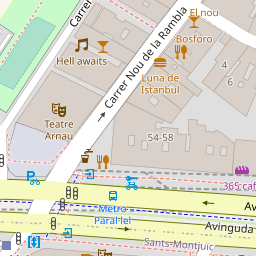 El nou
Bosforo
Hell awaits
Luna de
Istanbul
4
6
Carrer
Carrer Nou de la Rambla
Teatre
Arnau
54-58
365 caf
Av
Metro
Paral·lel
Avinguda
Sants-Montjuïc